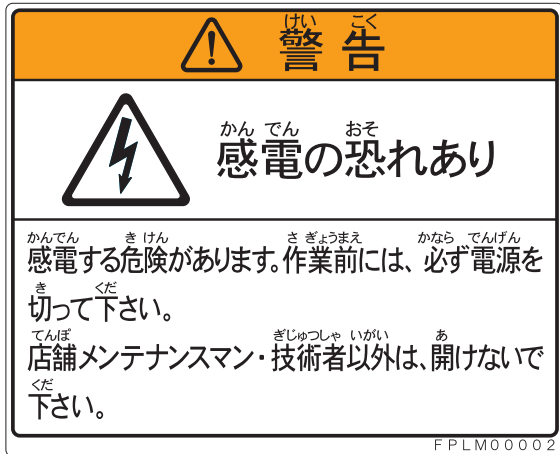 けい こく
警告
かん でん おそ
感電の恐れあり
かんでん き けん さ ぎょうまえ かなら でんげん
感電する危険があります。作業前には、必ず電源を
き くだ
切って下さい。
てんぽ ぎじゅつしゃ いがい あ
店舗メンテナンスマン・技術者以外は、開けないで
くだ
下さい。
FPLM00002